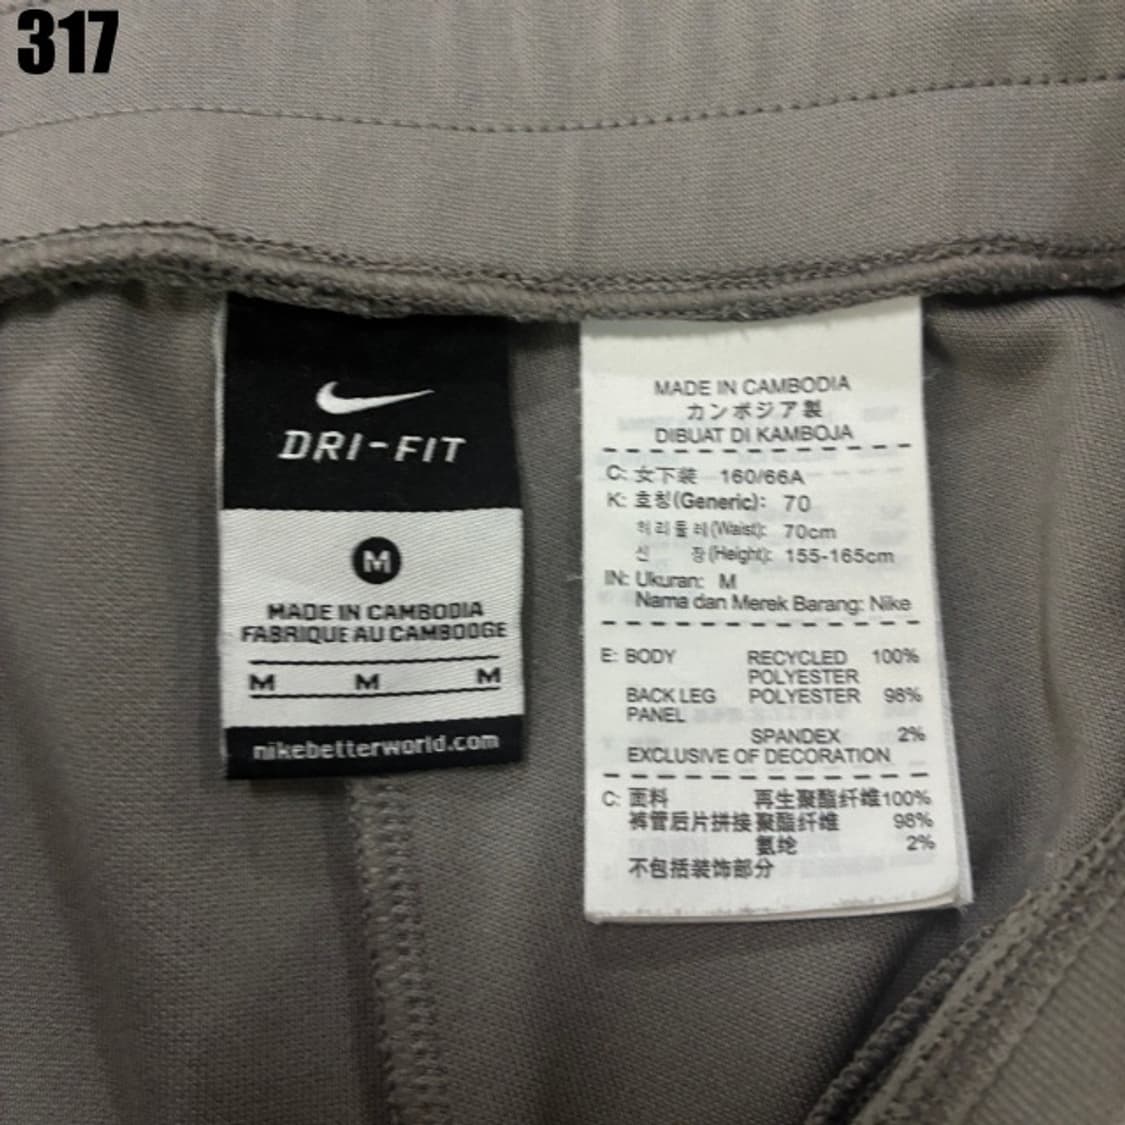 317
DRI-FIT
M
MADE IN CAMBODIA
FABRIQUE AU CAMBODGE
M M M
nikebetterworld.com
MADE IN CAMBODIA
カンボジア製
DIBUAT DI KAMBOJA
C: 女下装 160/66A
K: 호칭(Generic): 70
허리둘레(Waist): 70cm
신 장(Height): 155-165cm
IN: Ukuran: M
Nama dan Merek Barang: Nike
E: BODY RECYCLED 100%
POLYESTER
BACK LEG POLYESTER 98%
PANEL
SPANDEX 2%
EXCLUSIVE OF DECORATION
C: 面料 再生聚酯纤维100%
裤管后片拼接 聚酯纤维 98%
氨纶 2%
不包括装饰部分